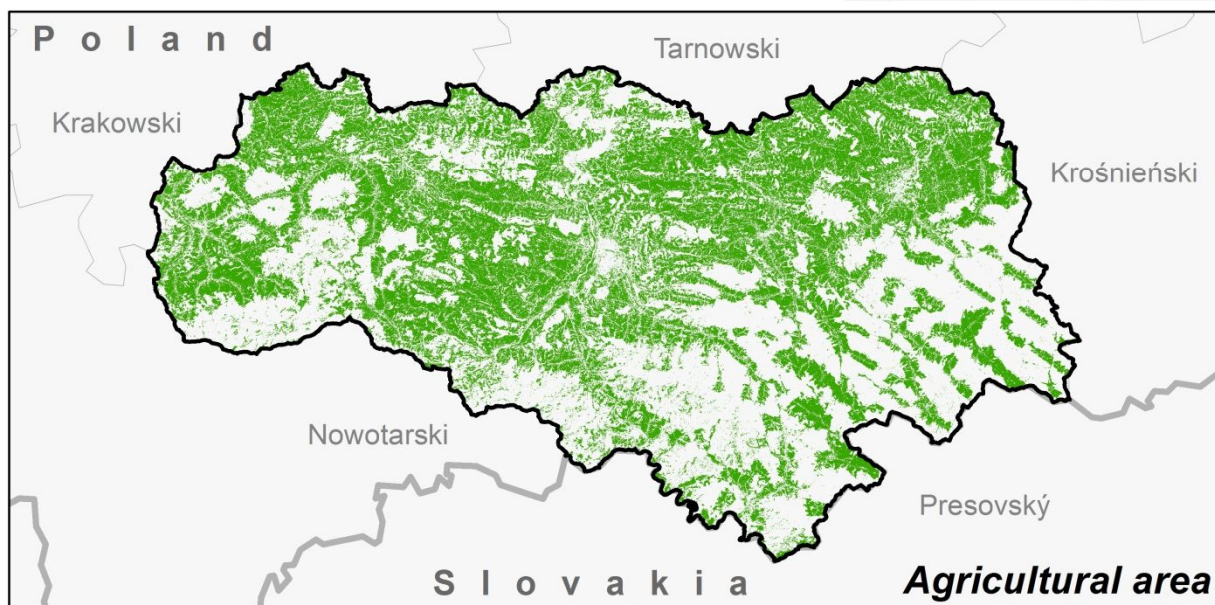 Poland
Tarnowski
Krakowski
Krośnieński
Nowotarski
Presovský
Slovakia
Agricultural area